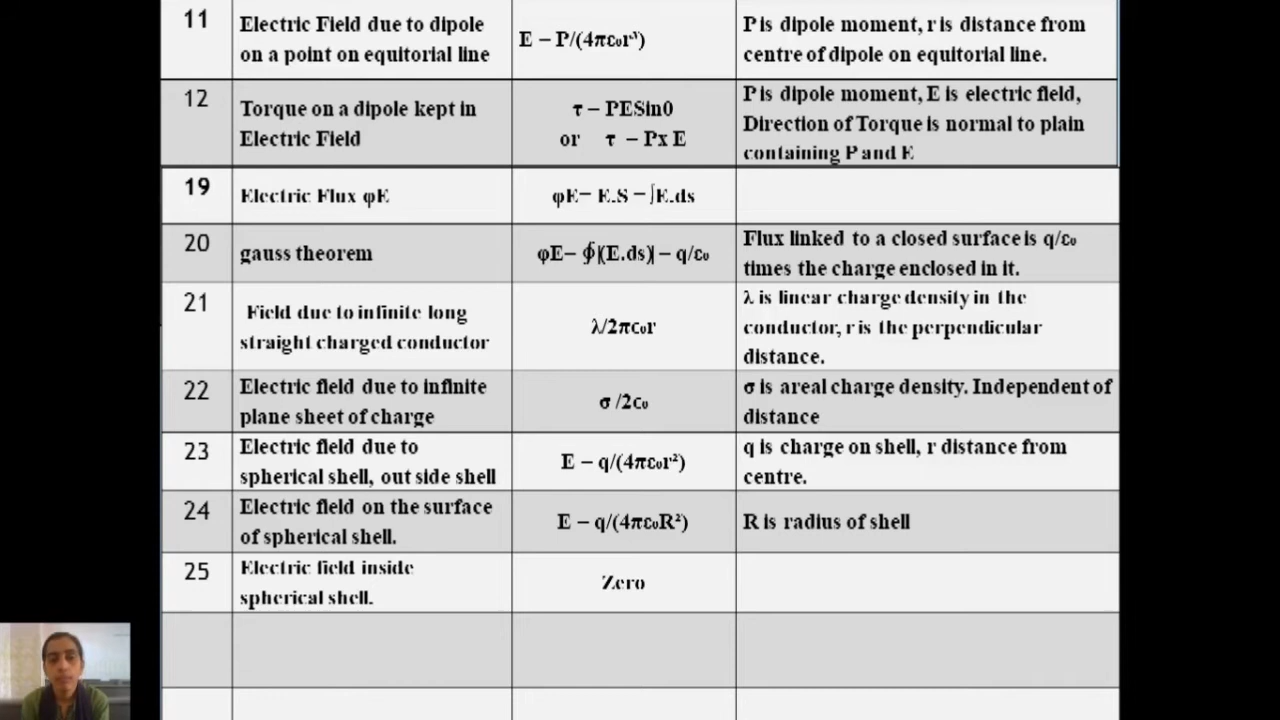 11
Electric Field due to dipole
on a point on equitorial line
E – P/(4πε₀r³)
P is dipole moment, r is distance from
centre of dipole on equitorial line.
12
Torque on a dipole kept in
Electric Field
τ – PESinθ
or τ – Px E
P is dipole moment, E is electric field,
Direction of Torque is normal to plain
containing P and E
19
Electric Flux φE
φE– E.S – ∫E.ds
20
gauss theorem
φE– ∮(E.ds) – q/ε₀
Flux linked to a closed surface is q/ε₀
times the charge enclosed in it.
21
Field due to infinite long
straight charged conductor
λ/2πε₀r
λ is linear charge density in the
conductor, r is the perpendicular
distance.
22
Electric field due to infinite
plane sheet of charge
σ /2ε₀
σ is areal charge density. Independent of
distance
23
Electric field due to
spherical shell, out side shell
E – q/(4πε₀r²)
q is charge on shell, r distance from
centre.
24
Electric field on the surface
of spherical shell.
E – q/(4πε₀R²)
R is radius of shell
25
Electric field inside
spherical shell.
Zero